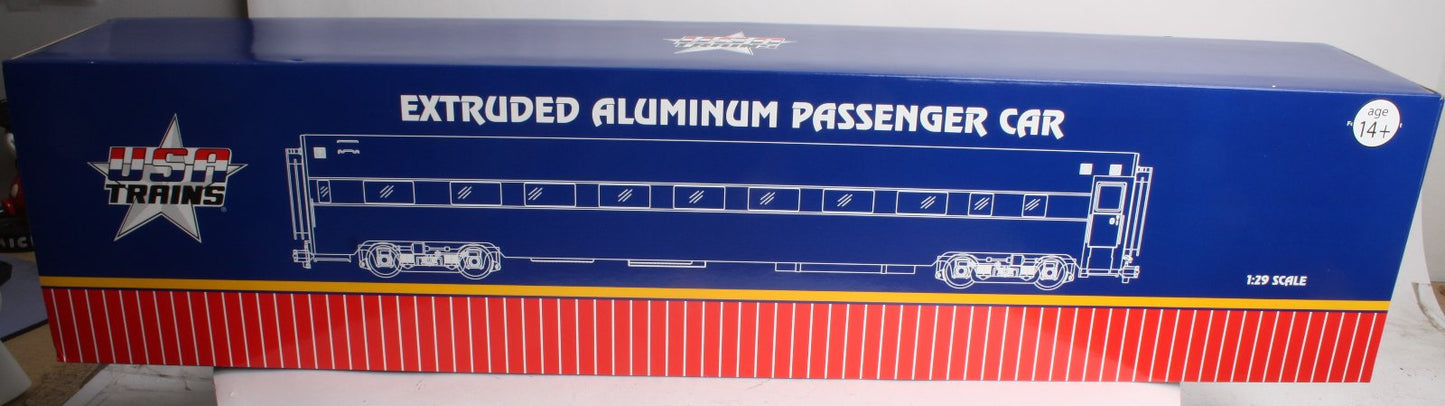 EXTRUDED ALUMINUM PASSENGER CAR
USA
TRAINS
age
14+
1:29 SCALE